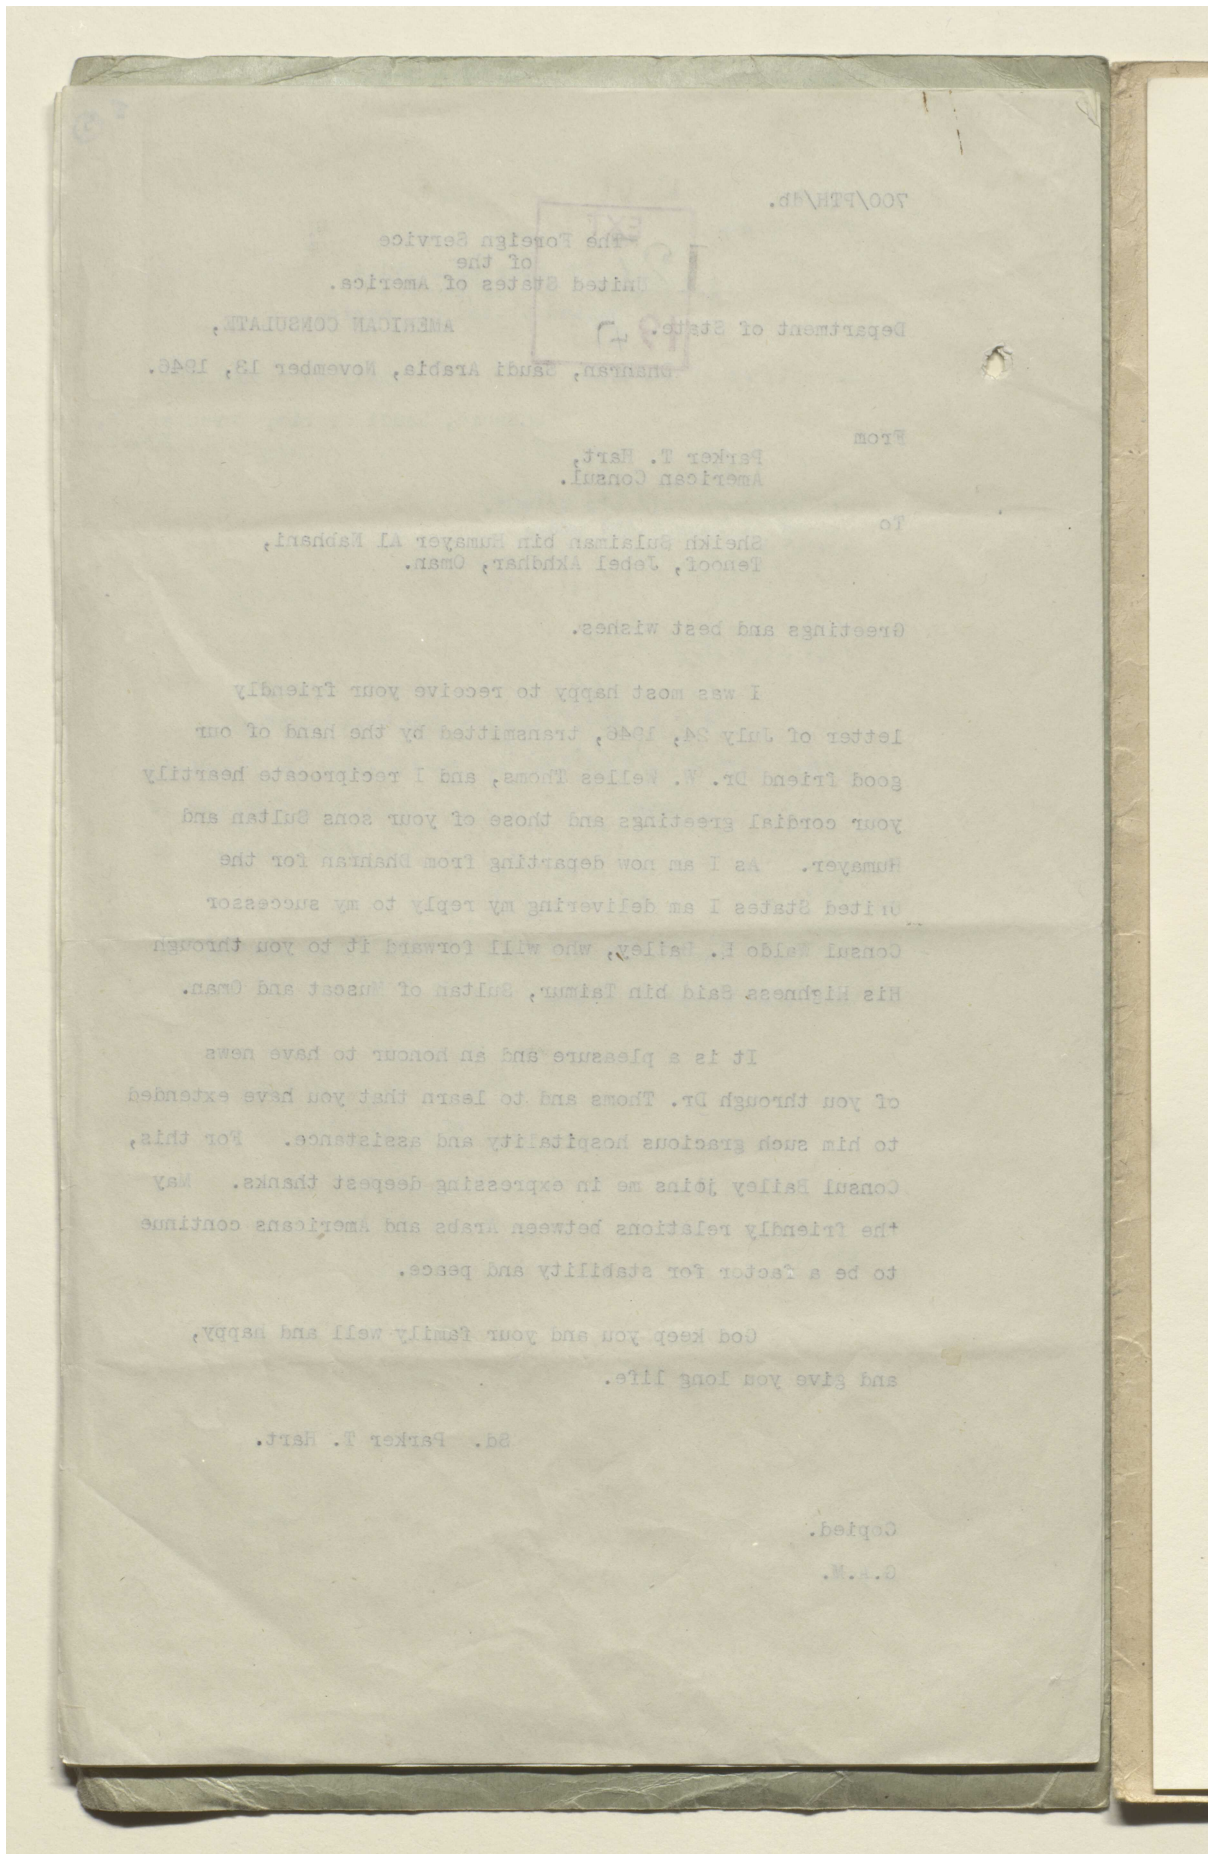 700/PTH/db.
EXT
The Foreign Service
of the
United States of America.
Department of State.
AMERICAN CONSULATE,
Dhahran, Saudi Arabia, November 13, 1946.
From
Parker T. Hart,
American Consul.
To
Sheikh Sulaiman bin Humayer Al Nabhani,
Tenoof, Jebel Akhdhar, Oman.
Greetings and best wishes.
I was most happy to receive your friendly
letter of July 24, 1946, transmitted by the hand of our
good friend Dr. W. Welles Thoms, and I reciprocate heartily
your cordial greetings and those of your sons Sultan and
Humayer. As I am now departing from Dhahran for the
United States I am delivering my reply to my successor
Consul Waldo E. Bailey, who will forward it to you through
His Highness Said bin Taimur, Sultan of Muscat and Oman.
It is a pleasure and an honour to have news
of you through Dr. Thoms and to learn that you have extended
to him such gracious hospitality and assistance. For this,
Consul Bailey joins me in expressing deepest thanks. May
the friendly relations between Arabs and Americans continue
to be a factor for stability and peace.
God keep you and your family well and happy,
and give you long life.
Sd. Parker T. Hart.
Copied.